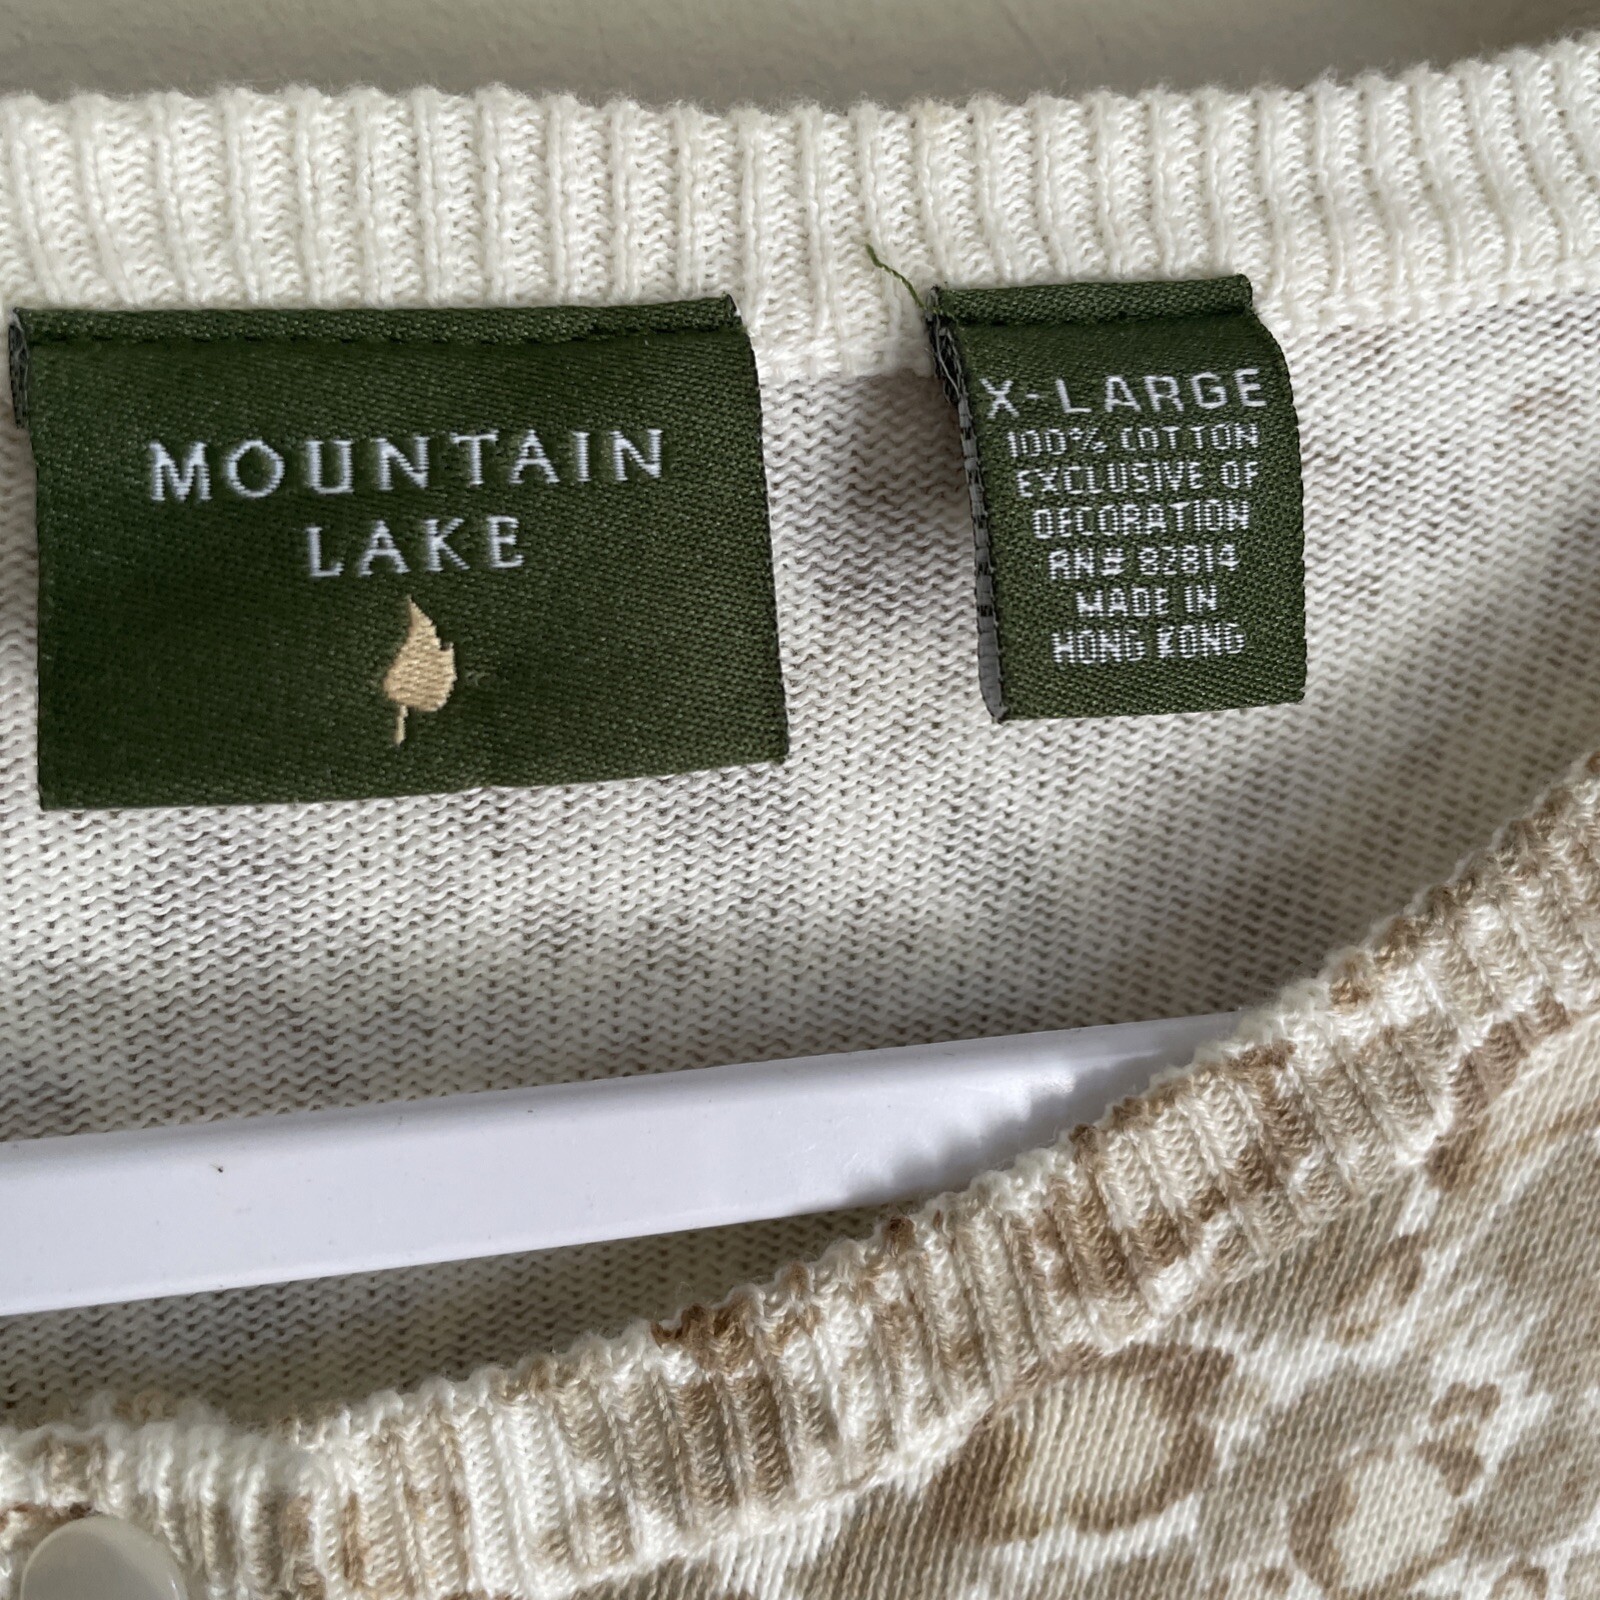 MOUNTAIN
LAKE
X-LARGE
100% COTTON
EXCLUSIVE OF
DECORATION
RN# 82814
MADE IN
HONG KONG